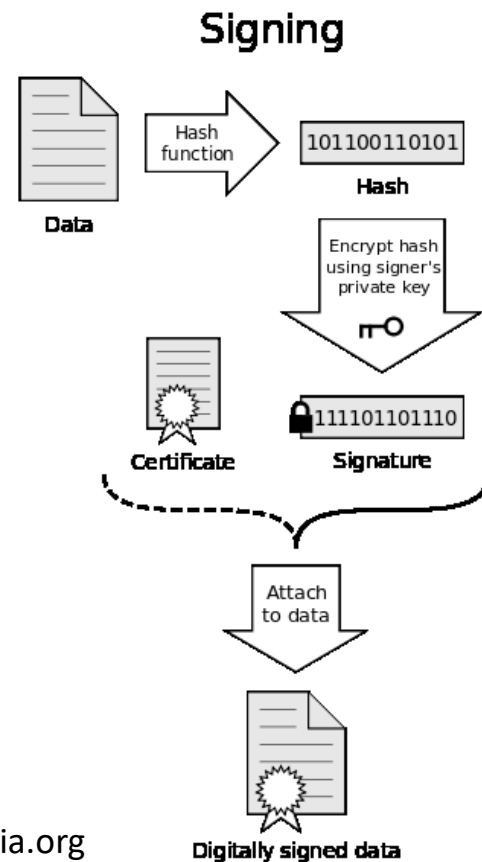 Signing
Hash
function
101100110101
Hash
Data
Encrypt hash
using signer's
private key
111101101110
Certificate
Signature
Attach
to data
ia.org
Digitally signed data